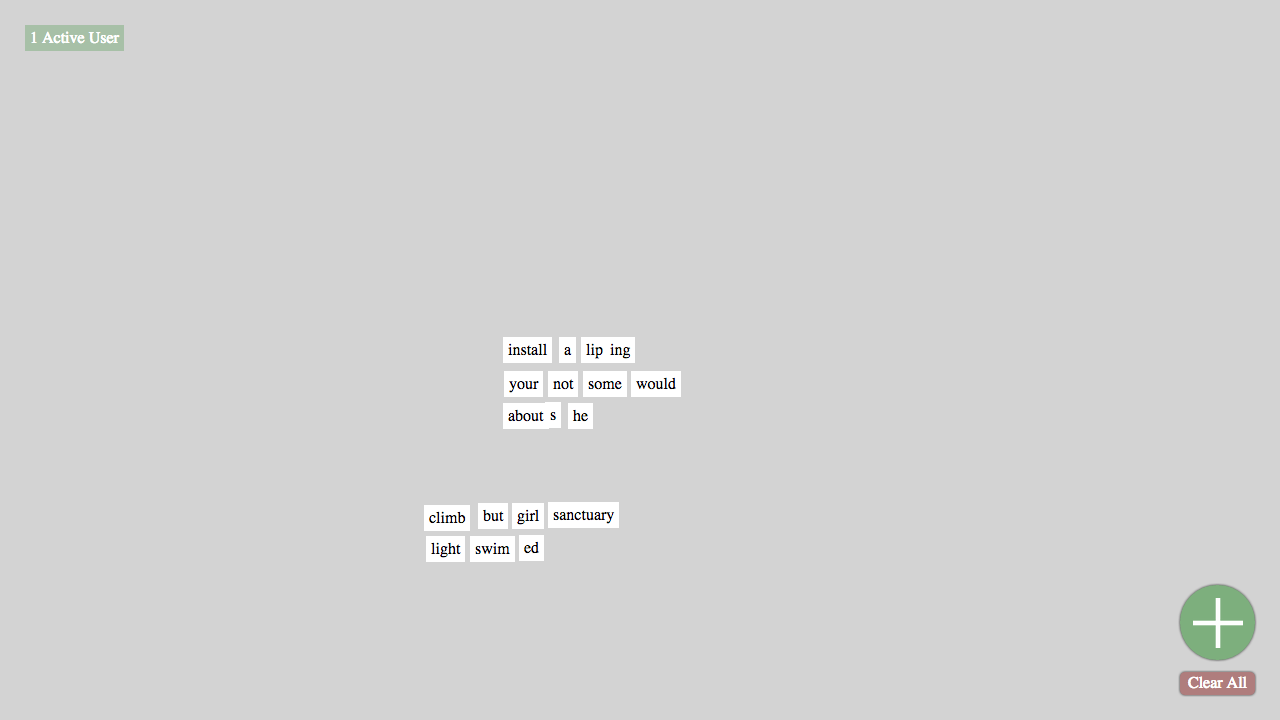 1 Active User
install a lip ing
your not some would
about s he
climb but girl sanctuary
light swim ed
Clear All